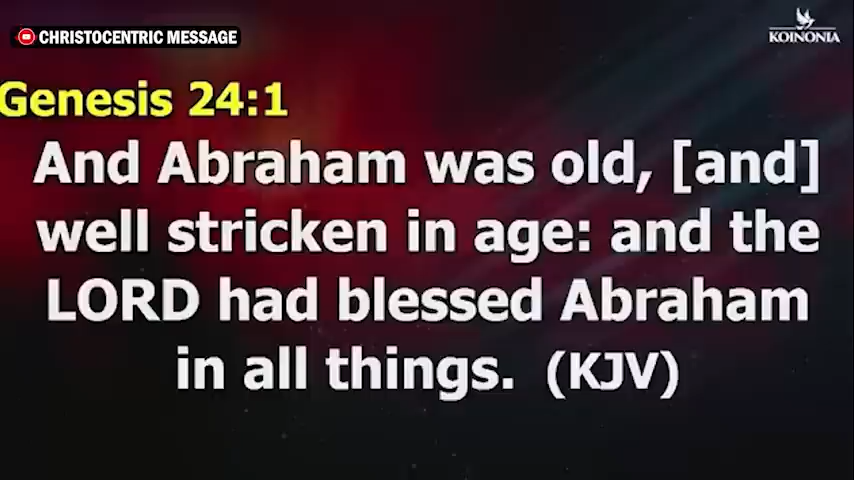 CHRISTOCENTRIC MESSAGE
KOINONIA
Genesis 24:1
And Abraham was old, [and]
well stricken in age: and the
LORD had blessed Abraham
in all things. (KJV)